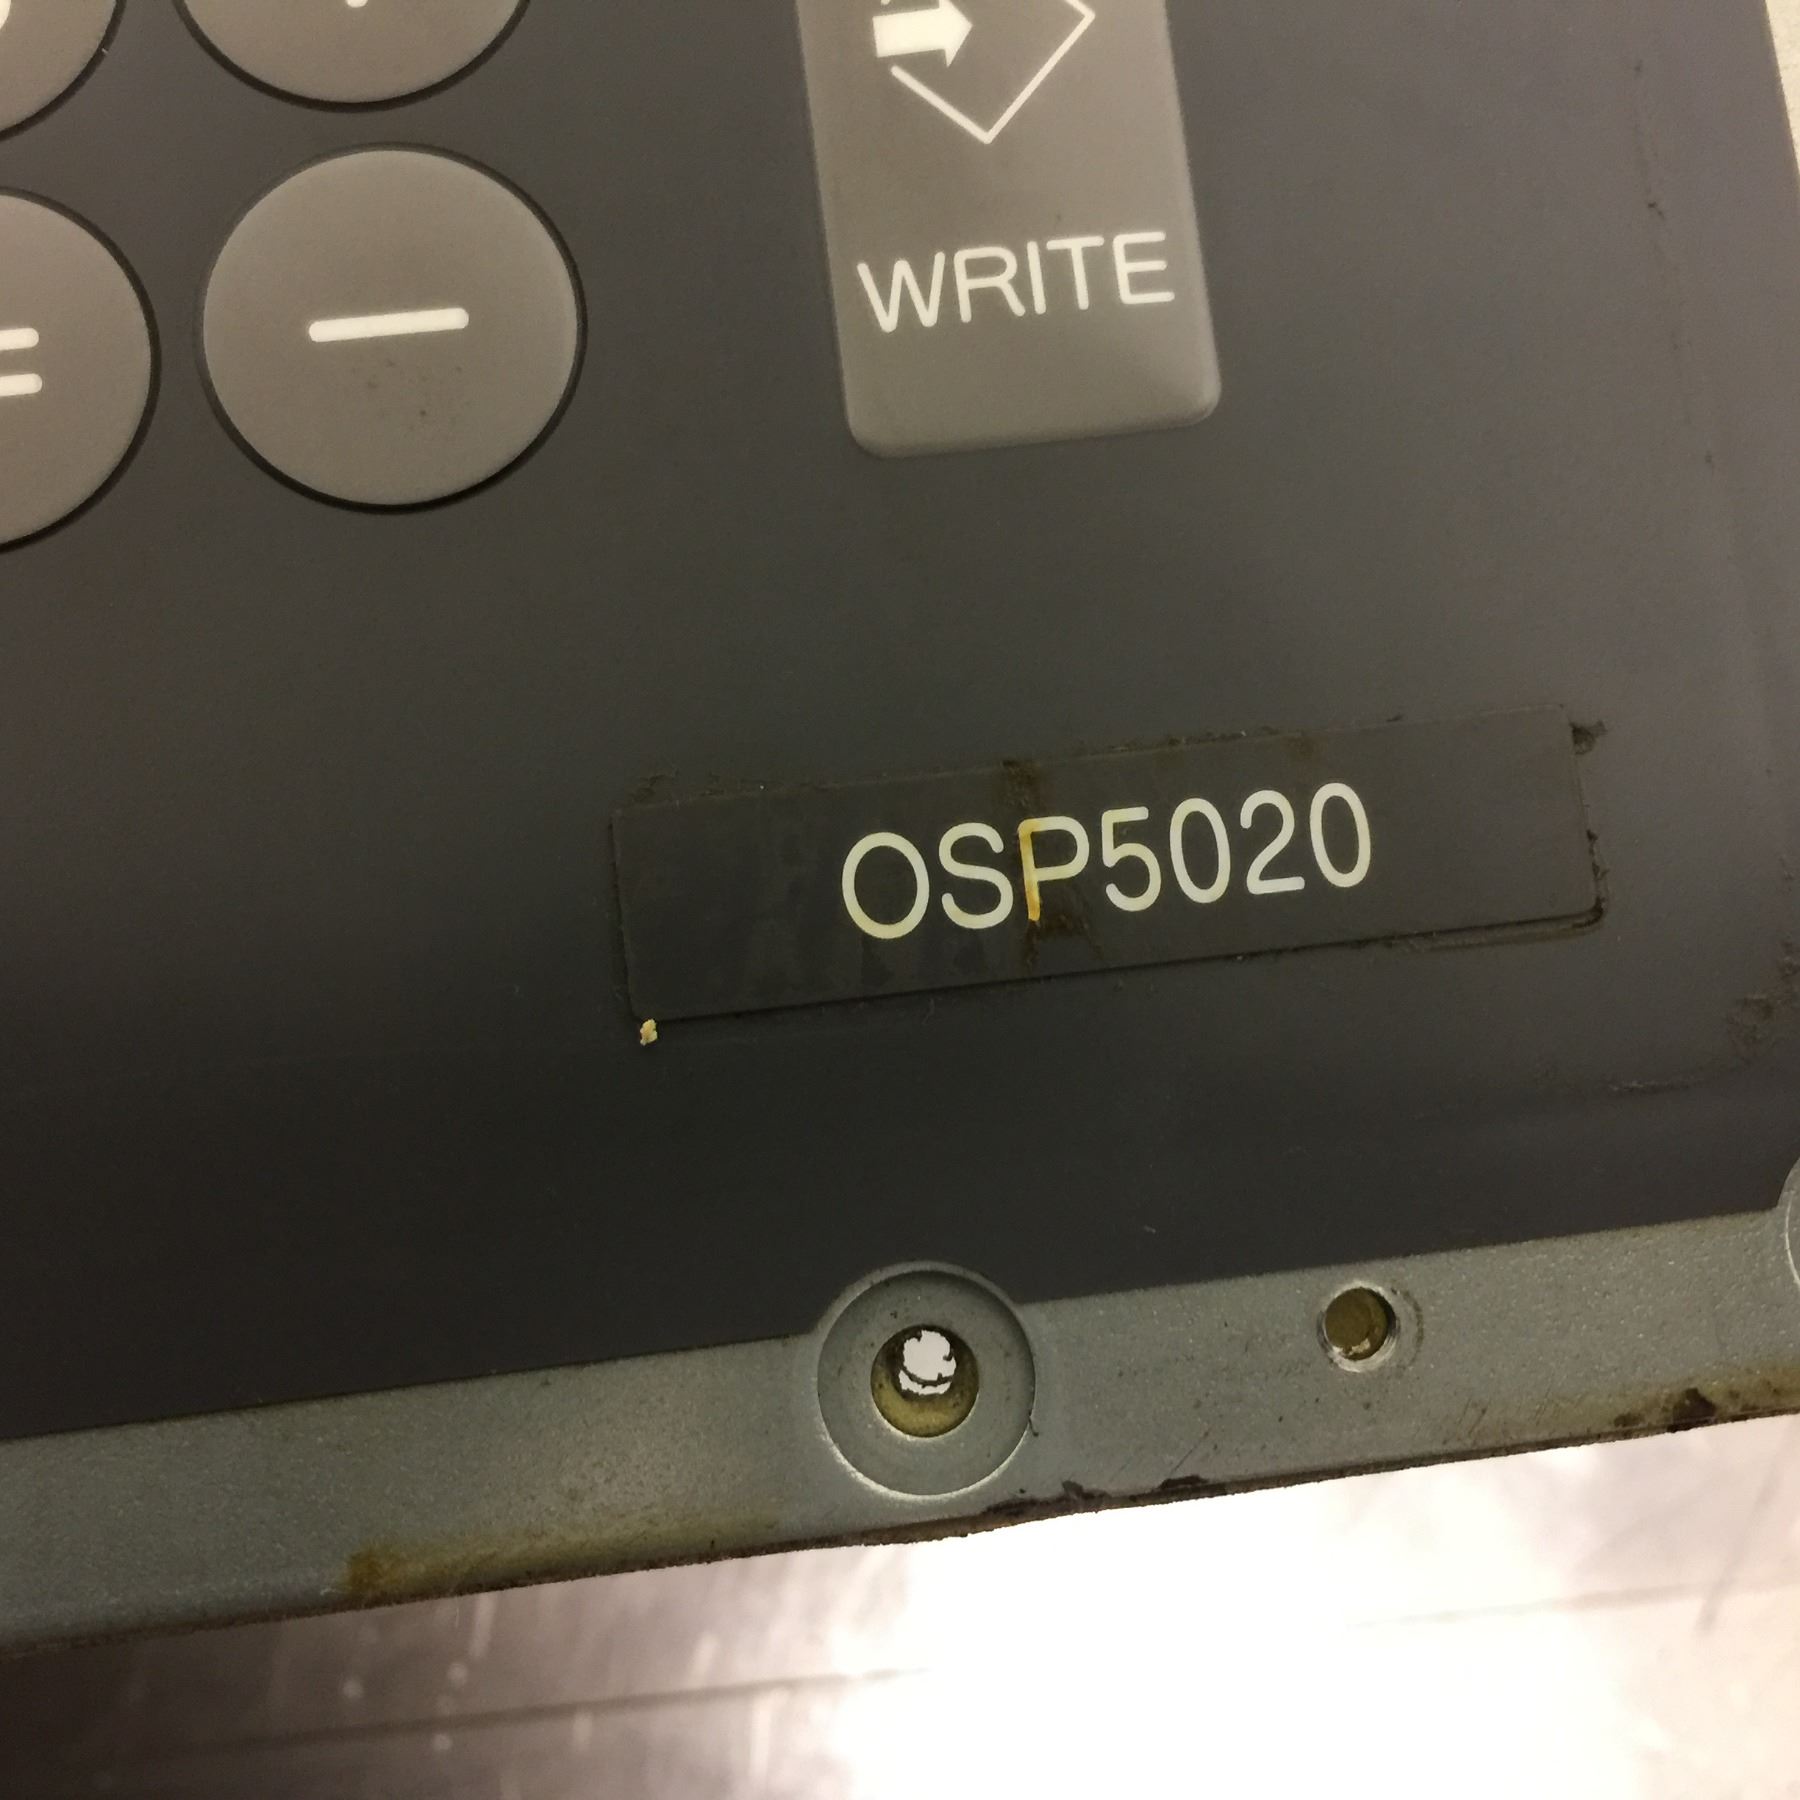 =
—
WRITE
OSP5020